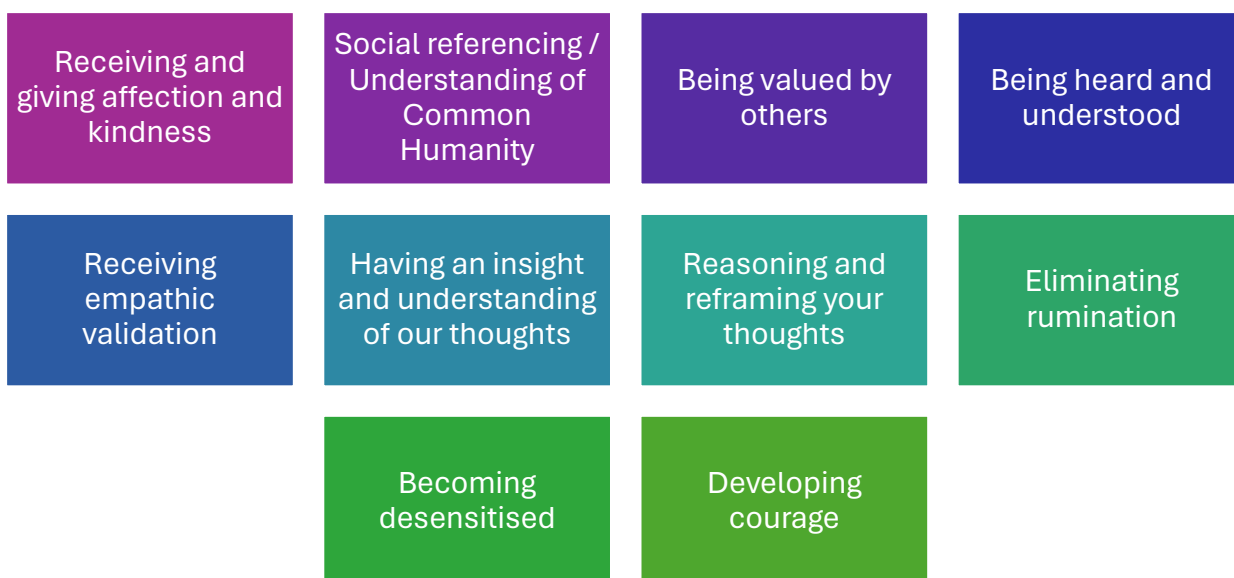 Receiving and
giving affection and
kindness
Social referencing /
Understanding of
Common
Humanity
Being valued by
others
Being heard and
understood
Receiving
empathic
validation
Having an insight
and understanding
of our thoughts
Reasoning and
reframing your
thoughts
Eliminating
rumination
Becoming
desensitised
Developing
courage